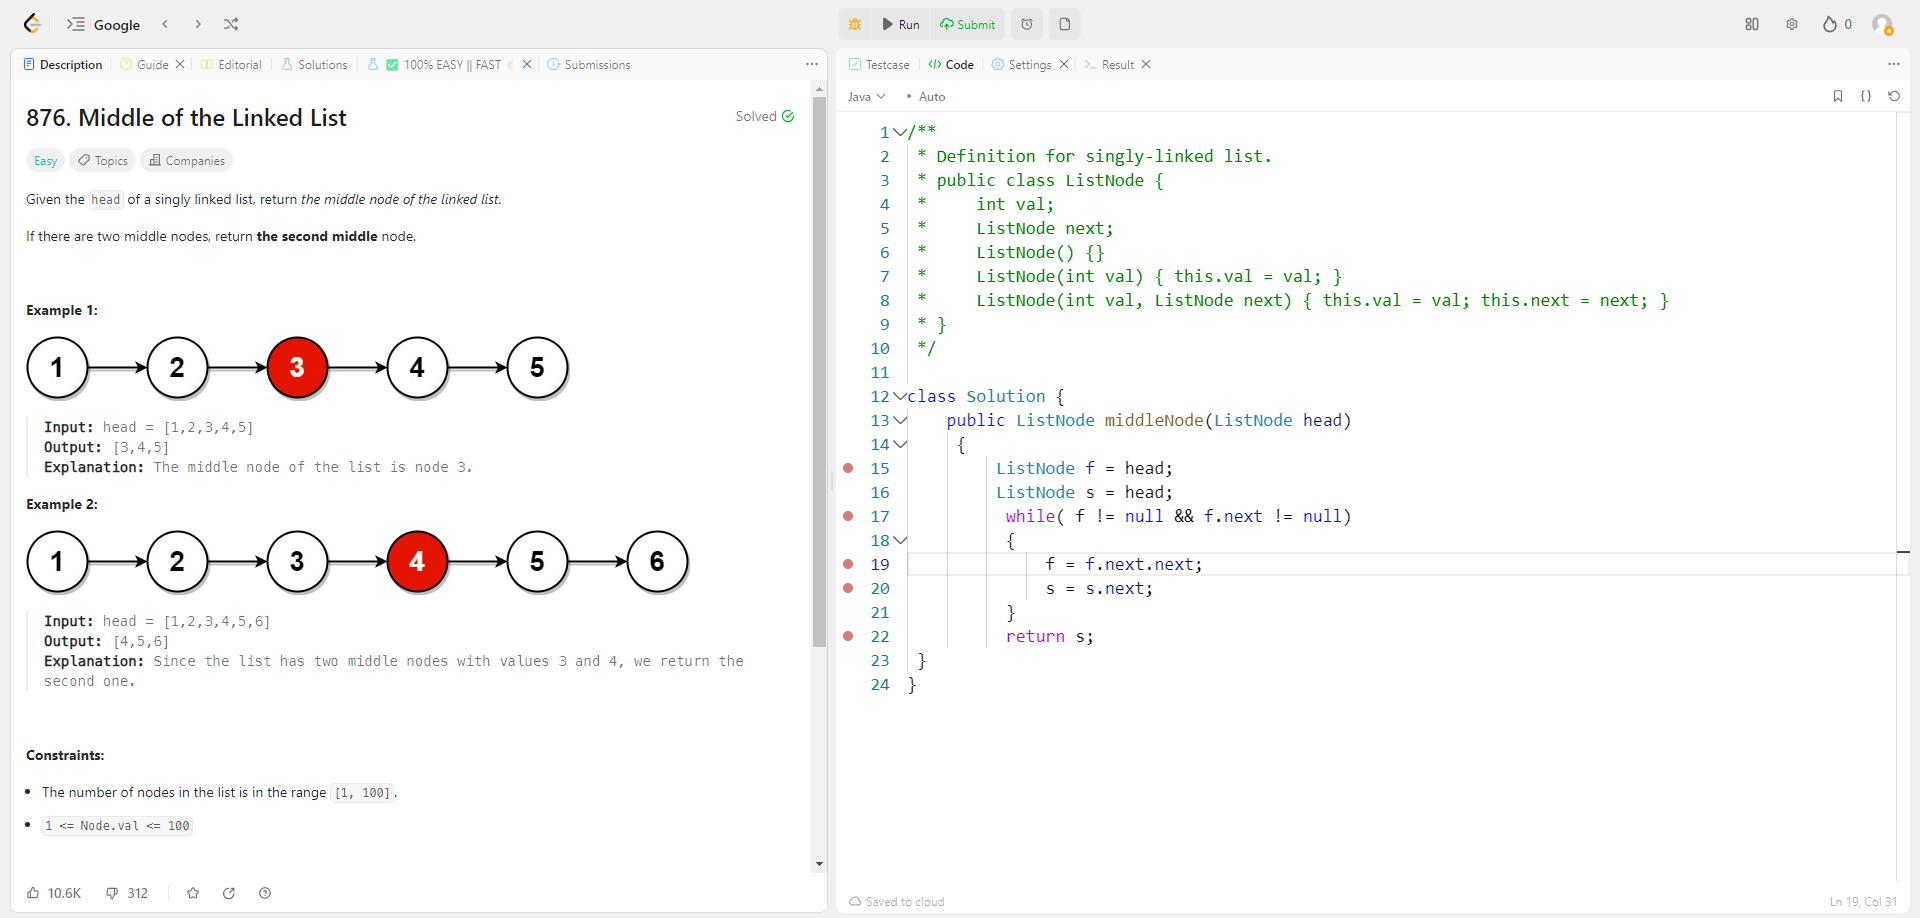 Google
Run
Submit
0
Description
Guide
Editorial
Solutions
100% EASY || FAST
Submissions
876. Middle of the Linked List
Solved
Easy
Topics
Companies
Given the head of a singly linked list, return the middle node of the linked list.
If there are two middle nodes, return the second middle node.
Example 1:
1 2 3 4 5
Input: head = [1,2,3,4,5]
Output: [3,4,5]
Explanation: The middle node of the list is node 3.
Example 2:
1 2 3 4 5 6
Input: head = [1,2,3,4,5,6]
Output: [4,5,6]
Explanation: Since the list has two middle nodes with values 3 and 4, we return the
second one.
Constraints:
• The number of nodes in the list is in the range [1, 100].
• 1 <= Node.val <= 100
10.6K
312
Testcase
Code
Settings
Result
Java
• Auto
1 /**
2  * Definition for singly-linked list.
3  * public class ListNode {
4  *     int val;
5  *     ListNode next;
6  *     ListNode() {}
7  *     ListNode(int val) { this.val = val; }
8  *     ListNode(int val, ListNode next) { this.val = val; this.next = next; }
9  * }
10  */
11
12 class Solution {
13     public ListNode middleNode(ListNode head)
14      {
15          ListNode f = head;
16          ListNode s = head;
17           while( f != null && f.next != null)
18           {
19               f = f.next.next;
20               s = s.next;
21           }
22           return s;
23  }
24 }
Saved to cloud
Ln 19, Col 31